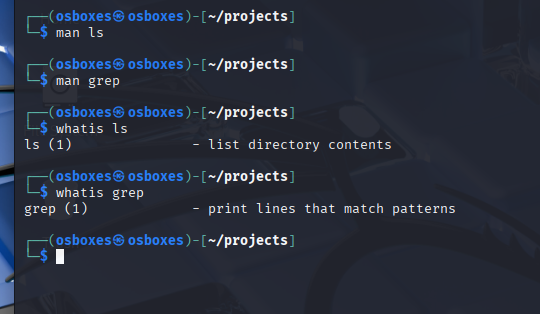 ┌──(osboxes㉿osboxes)-[~/projects]
└─$ man ls
┌──(osboxes㉿osboxes)-[~/projects]
└─$ man grep
┌──(osboxes㉿osboxes)-[~/projects]
└─$ whatis ls
ls (1)               - list directory contents
┌──(osboxes㉿osboxes)-[~/projects]
└─$ whatis grep
grep (1)             - print lines that match patterns
┌──(osboxes㉿osboxes)-[~/projects]
└─$